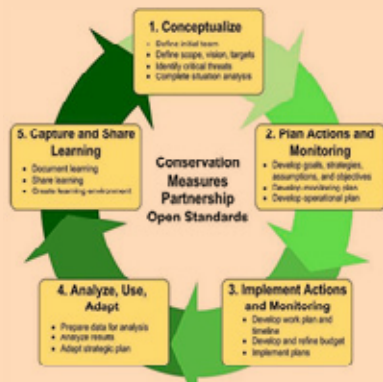 1. Conceptualize
• Define initial team
• Define scope, vision, targets
• Identify critical threats
• Complete situation analysis
2. Plan Actions and
Monitoring
• Develop goals, strategies,
assumptions, and objectives
• Develop monitoring plan
• Develop operational plan
3. Implement Actions
and Monitoring
• Develop work plan and
timeline
• Develop and refine budget
• Implement plans
4. Analyze, Use,
Adapt
• Prepare data for analysis
• Analyze results
• Adapt strategic plan
5. Capture and Share
Learning
• Document learning
• Share learning
• Create learning environment
Conservation
Measures
Partnership
Open Standards